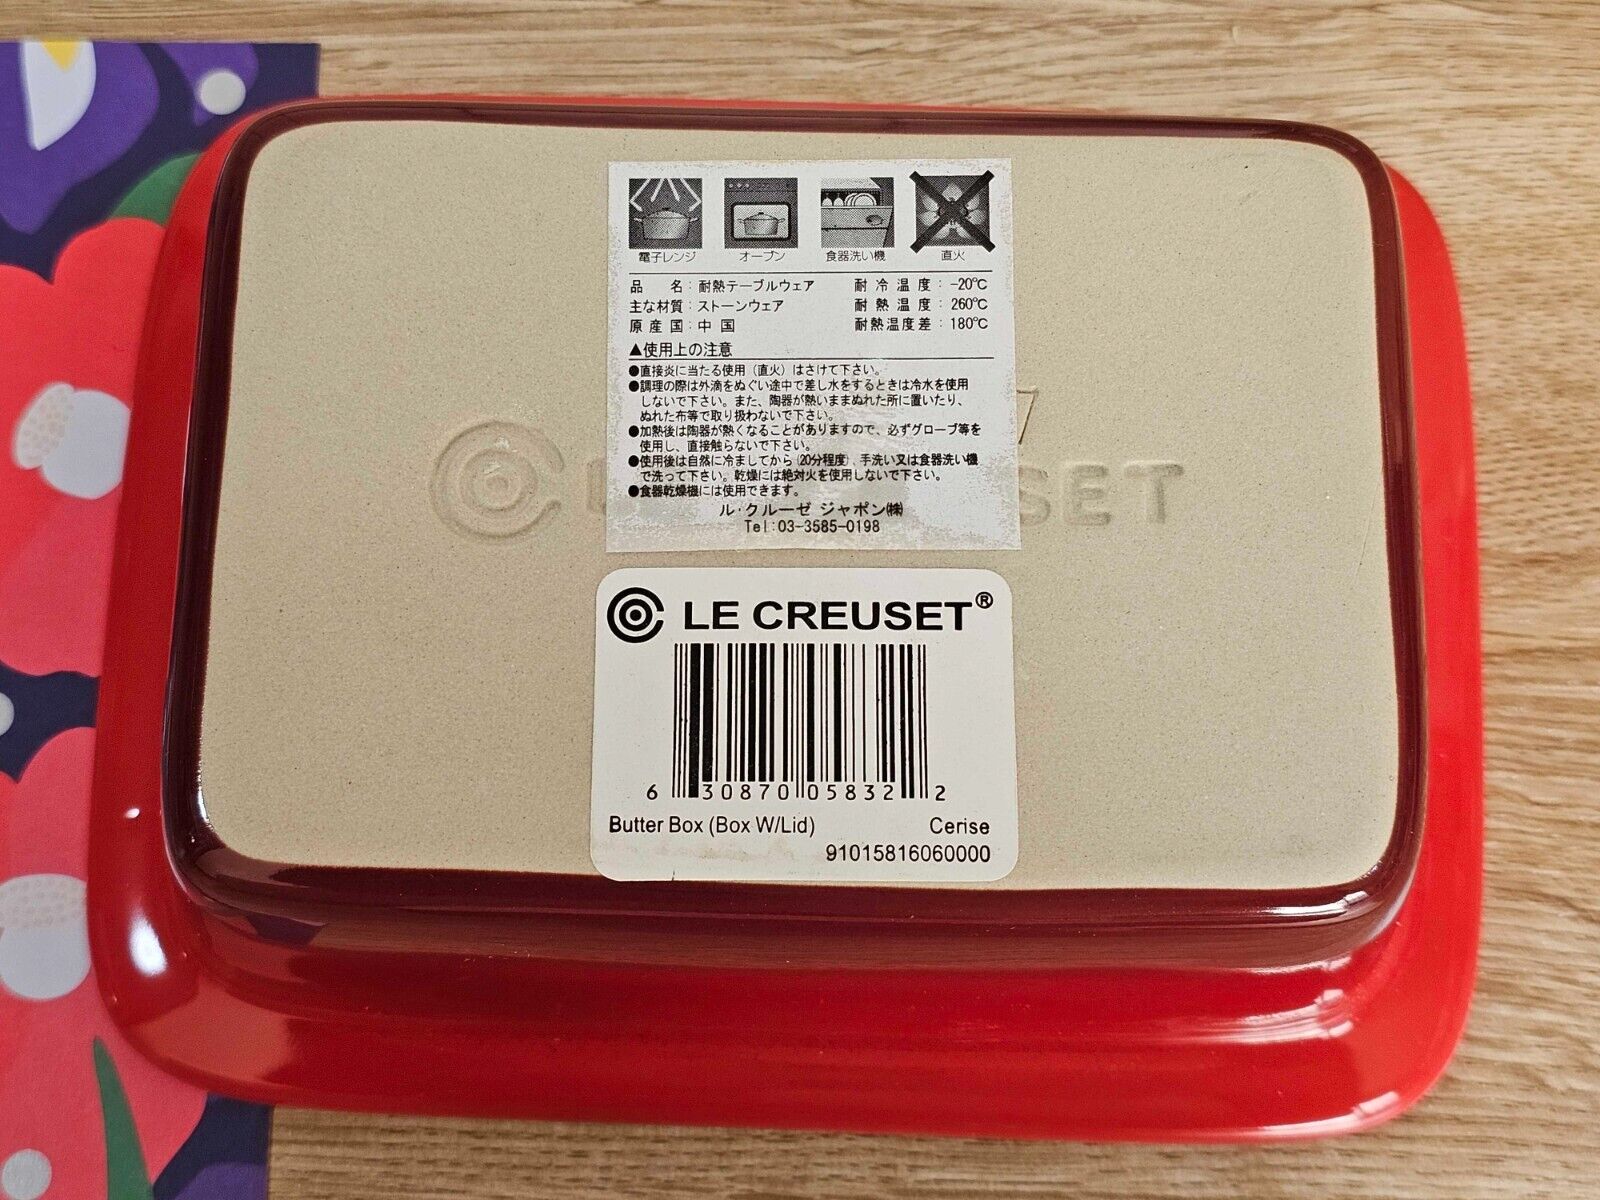 電子レンジ オーブン 食器洗い機 直火
品 名：耐熱テーブルウェア 耐冷温度：-20℃
主な材質：ストーンウェア 耐熱温度：260℃
原産国：中国 耐熱温度差：180℃
▲使用上の注意
●直接炎に当たる使用（直火）はさけて下さい。
●調理の際は外滴をぬぐい途中で差し水をするときは冷水を使用
しないで下さい。また、陶器が熱いままぬれた所に置いたり、
ぬれた布等で取り扱わないで下さい。
●加熱後は陶器が熱くなることがありますので、必ずグローブ等を
使用し、直接触らないで下さい。
●使用後は自然に冷ましてから（20分程度）、手洗い又は食器洗い機
で洗って下さい。乾燥には絶対火を使用しないで下さい。
●食器乾燥機には使用できます。
ル・クルーゼ ジャポン㈱
Tel：03-3585-0198
SET
LE CREUSET®
6 30870 05832 2
Butter Box (Box W/Lid) Cerise
91015816060000